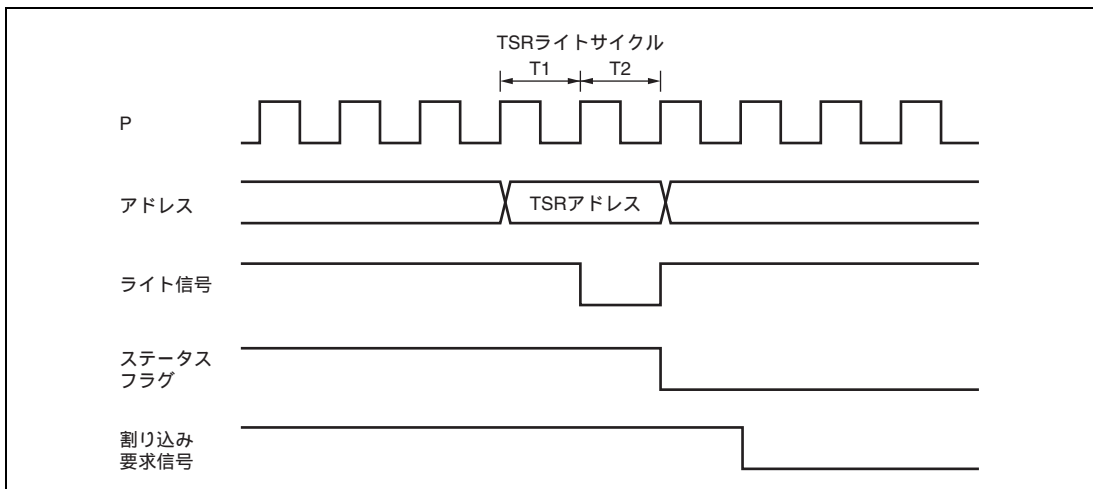 TSRライトサイクル
T1
T2
P
アドレス
TSRアドレス
ライト信号
ステータス
フラグ
割り込み
要求信号